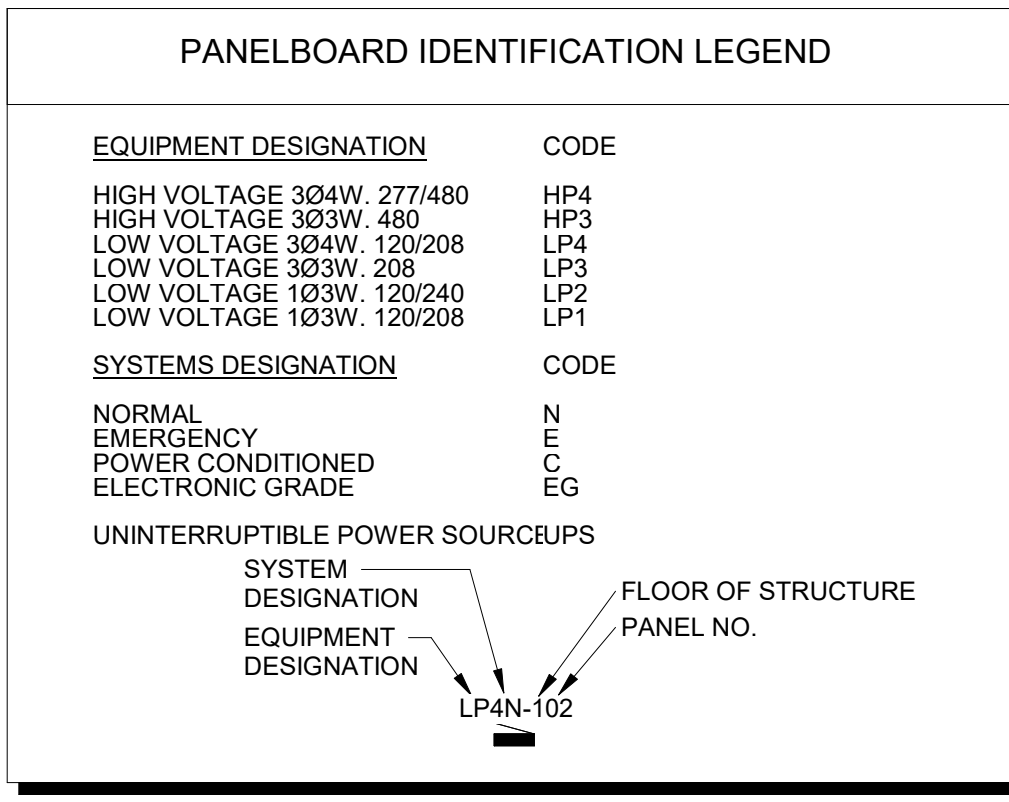 PANELBOARD IDENTIFICATION LEGEND
EQUIPMENT DESIGNATION CODE
HIGH VOLTAGE 3Ø4W. 277/480 HP4
HIGH VOLTAGE 3Ø3W. 480 HP3
LOW VOLTAGE 3Ø4W. 120/208 LP4
LOW VOLTAGE 3Ø3W. 208 LP3
LOW VOLTAGE 1Ø3W. 120/240 LP2
LOW VOLTAGE 1Ø3W. 120/208 LP1
SYSTEMS DESIGNATION CODE
NORMAL N
EMERGENCY E
POWER CONDITIONED C
ELECTRONIC GRADE EG
UNINTERRUPTIBLE POWER SOURCE UPS
SYSTEM
DESIGNATION
EQUIPMENT
DESIGNATION
FLOOR OF STRUCTURE
PANEL NO.
LP4N-102